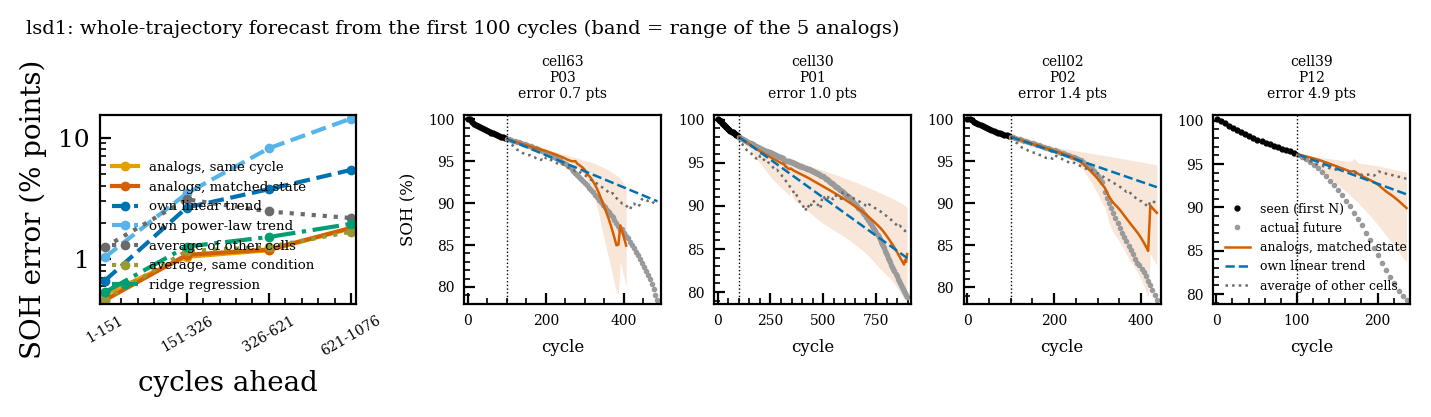 lsd1: whole-trajectory forecast from the first 100 cycles (band = range of the 5 analogs)
SOH error (% points)
10
1
analogs, same cycle
analogs, matched state
own linear trend
own power-law trend
average of other cells
average, same condition
ridge regression
1-151
151-326
326-621
621-1076
cycles ahead
cell63
P03
error 0.7 pts
SOH (%)
100
95
90
85
80
0
200
400
cycle
cell30
P01
error 1.0 pts
100
95
90
85
80
0
250
500
750
cycle
cell02
P02
error 1.4 pts
100
95
90
85
80
0
200
400
cycle
cell39
P12
error 4.9 pts
100
95
90
85
80
seen (first N)
actual future
analogs, matched state
own linear trend
average of other cells
0
100
200
cycle